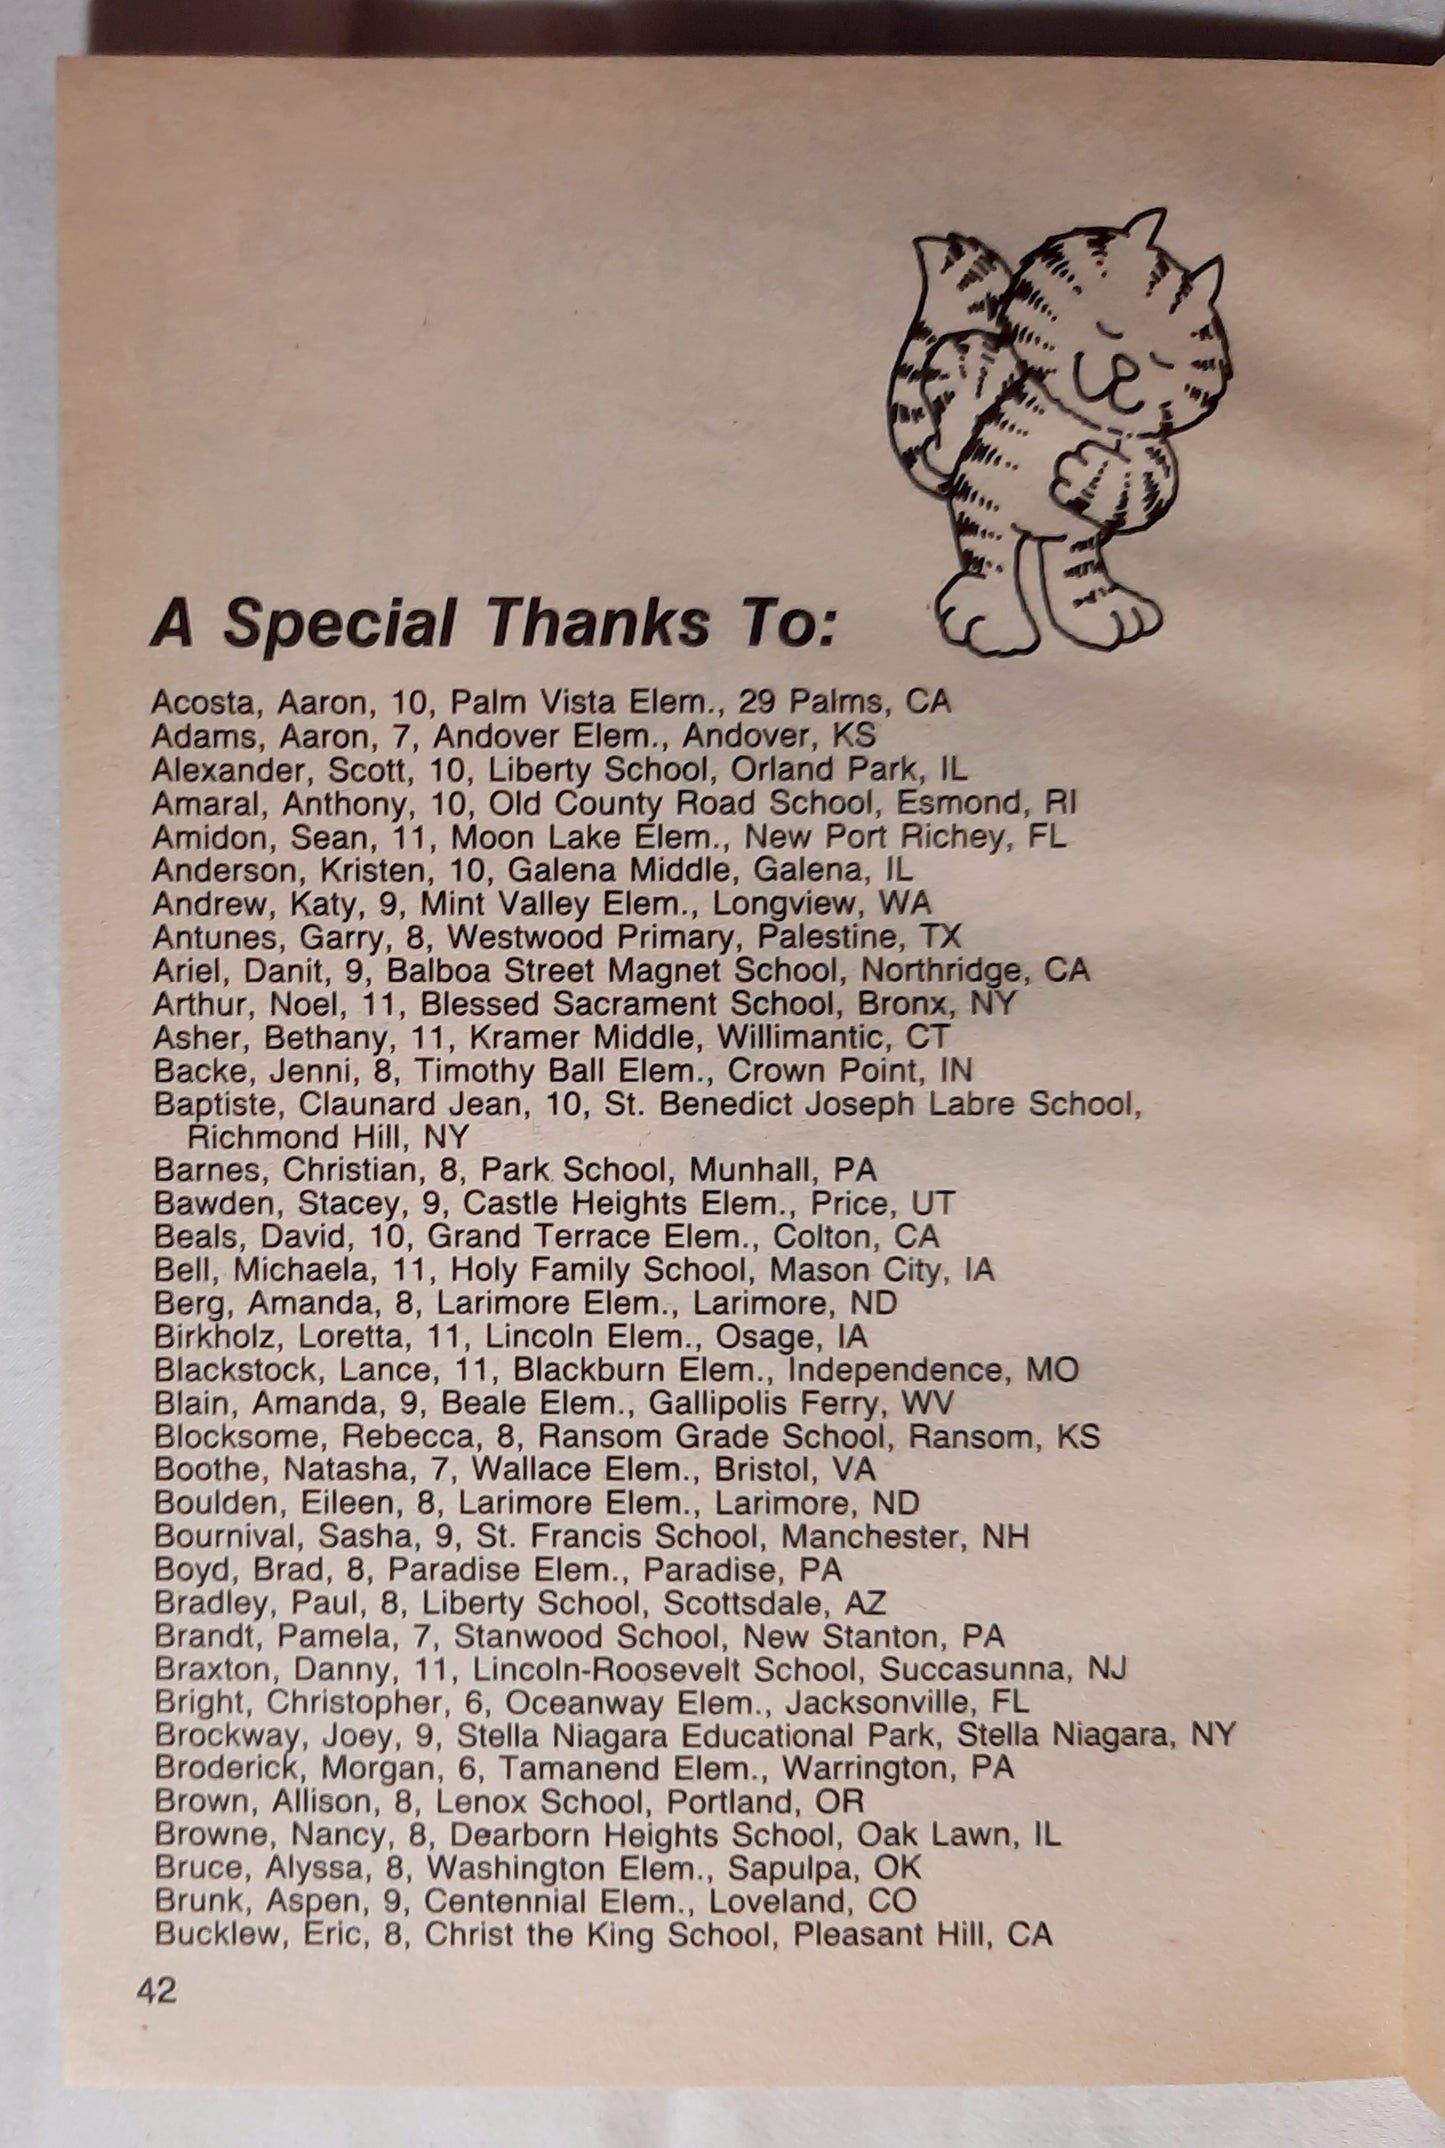 A Special Thanks To:
Acosta, Aaron, 10, Palm Vista Elem., 29 Palms, CA
Adams, Aaron, 7, Andover Elem., Andover, KS
Alexander, Scott, 10, Liberty School, Orland Park, IL
Amaral, Anthony, 10, Old County Road School, Esmond, RI
Amidon, Sean, 11, Moon Lake Elem., New Port Richey, FL
Anderson, Kristen, 10, Galena Middle, Galena, IL
Andrew, Katy, 9, Mint Valley Elem., Longview, WA
Antunes, Garry, 8, Westwood Primary, Palestine, TX
Ariel, Danit, 9, Balboa Street Magnet School, Northridge, CA
Arthur, Noel, 11, Blessed Sacrament School, Bronx, NY
Asher, Bethany, 11, Kramer Middle, Willimantic, CT
Backe, Jenni, 8, Timothy Ball Elem., Crown Point, IN
Baptiste, Claunard Jean, 10, St. Benedict Joseph Labre School,
Richmond Hill, NY
Barnes, Christian, 8, Park School, Munhall, PA
Bawden, Stacey, 9, Castle Heights Elem., Price, UT
Beals, David, 10, Grand Terrace Elem., Colton, CA
Bell, Michaela, 11, Holy Family School, Mason City, IA
Berg, Amanda, 8, Larimore Elem., Larimore, ND
Birkholz, Loretta, 11, Lincoln Elem., Osage, IA
Blackstock, Lance, 11, Blackburn Elem., Independence, MO
Blain, Amanda, 9, Beale Elem., Gallipolis Ferry, WV
Blocksome, Rebecca, 8, Ransom Grade School, Ransom, KS
Boothe, Natasha, 7, Wallace Elem., Bristol, VA
Boulden, Eileen, 8, Larimore Elem., Larimore, ND
Bournival, Sasha, 9, St. Francis School, Manchester, NH
Boyd, Brad, 8, Paradise Elem., Paradise, PA
Bradley, Paul, 8, Liberty School, Scottsdale, AZ
Brandt, Pamela, 7, Stanwood School, New Stanton, PA
Braxton, Danny, 11, Lincoln-Roosevelt School, Succasunna, NJ
Bright, Christopher, 6, Oceanway Elem., Jacksonville, FL
Brockway, Joey, 9, Stella Niagara Educational Park, Stella Niagara, NY
Broderick, Morgan, 6, Tamanend Elem., Warrington, PA
Brown, Allison, 8, Lenox School, Portland, OR
Browne, Nancy, 8, Dearborn Heights School, Oak Lawn, IL
Bruce, Alyssa, 8, Washington Elem., Sapulpa, OK
Brunk, Aspen, 9, Centennial Elem., Loveland, CO
Bucklew, Eric, 8, Christ the King School, Pleasant Hill, CA
42